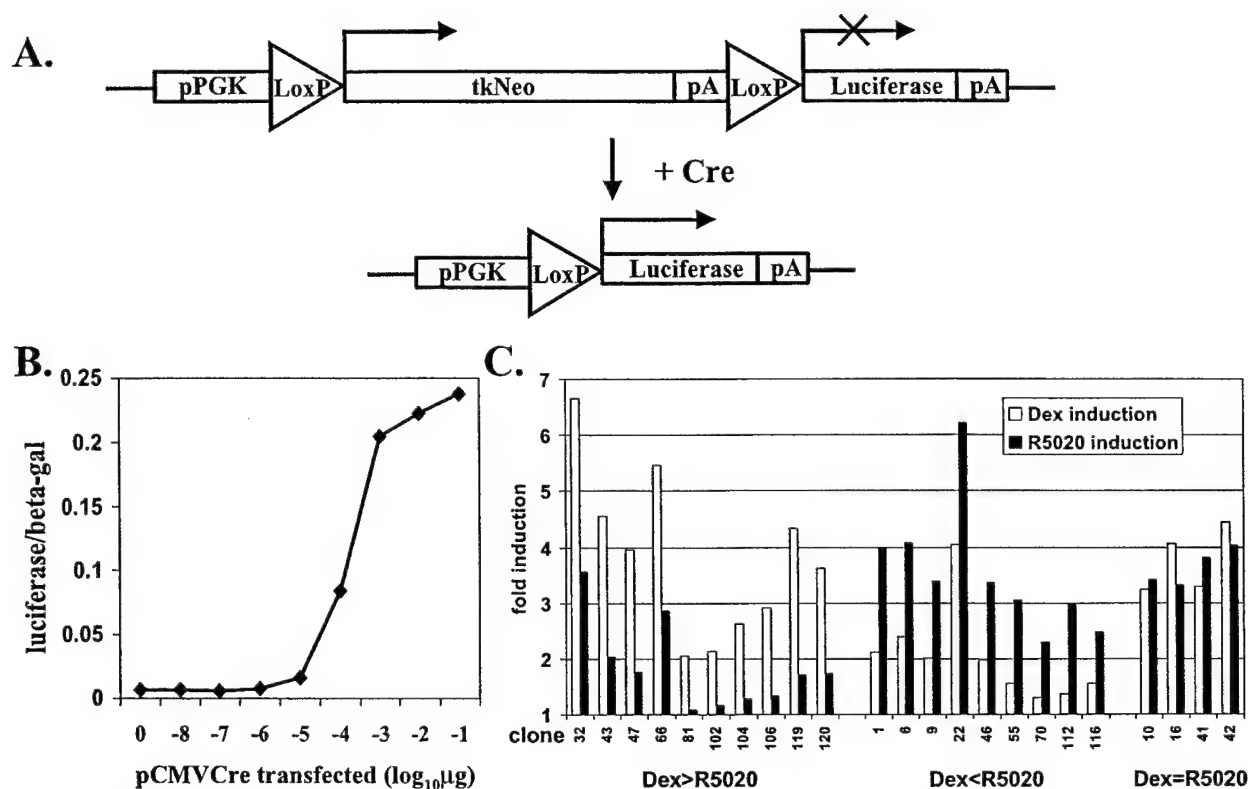 A.
pPGK LoxP tkNeo pA LoxP Luciferase pA
+ Cre
pPGK LoxP Luciferase pA
B.
0.25
0.2
0.15
0.1
0.05
0
luciferase/beta-gal
0 -8 -7 -6 -5 -4 -3 -2 -1
pCMVCre transfected (log10µg)
C.
7
6
5
4
3
2
1
fold induction
Dex induction
R5020 induction
clone 32 43 47 66 81 102 104 106 119 120 1 6 9 22 46 55 70 112 116 10 16 41 42
Dex>R5020 Dex<R5020 Dex=R5020